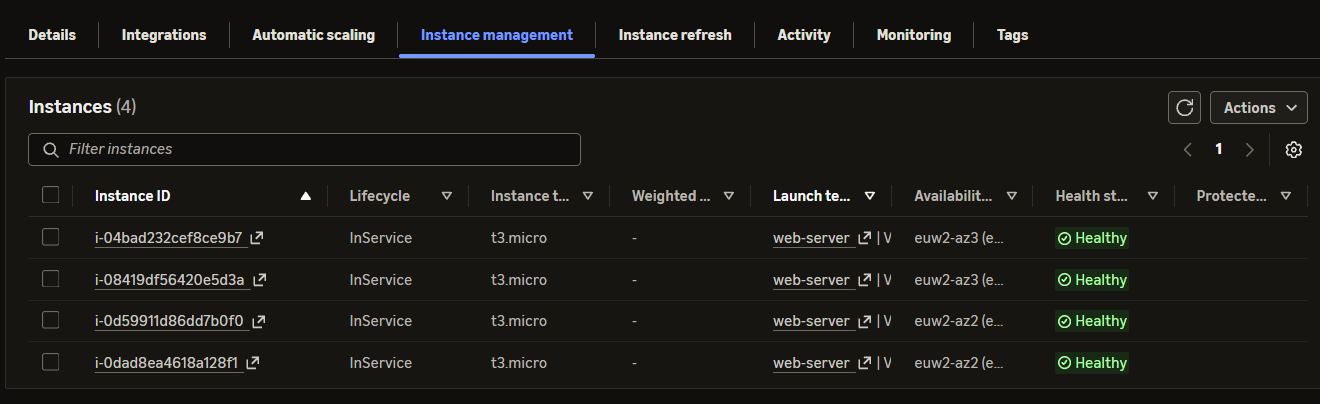 Details Integrations Automatic scaling Instance management Instance refresh Activity Monitoring Tags
Instances (4) Actions
Filter instances 1
Instance ID Lifecycle Instance t... Weighted ... Launch te... Availabilit... Health st... Protecte...
i-04bad232cef8ce9b7 InService t3.micro - web-server | V euw2-az3 (e... Healthy
i-08419df56420e5d3a InService t3.micro - web-server | V euw2-az3 (e... Healthy
i-0d59911d86dd7b0f0 InService t3.micro - web-server | V euw2-az2 (e... Healthy
i-0dad8ea4618a128f1 InService t3.micro - web-server | V euw2-az2 (e... Healthy